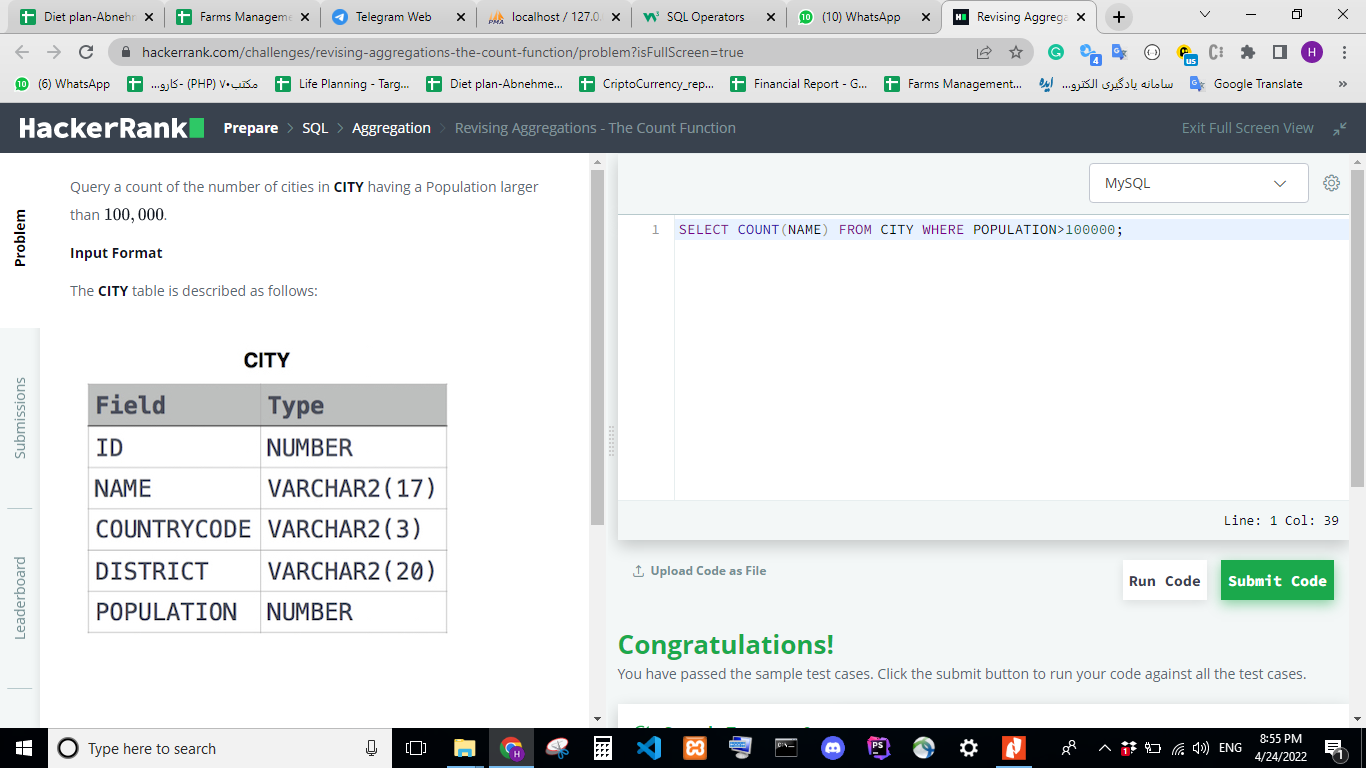 Diet plan-Abnehm
Farms Manageme
Telegram Web
localhost / 127.0.
SQL Operators
(10) WhatsApp
Revising Aggrega
hackerrank.com/challenges/revising-aggregations-the-count-function/problem?isFullScreen=true
(6) WhatsApp
مکتب۷۰ (PHP) -کارو...
Life Planning - Targ...
Diet plan-Abnehme...
CriptoCurrency_rep...
Financial Report - G...
Farms Management...
سامانه یادگیری الکترو...
Google Translate
HackerRank
Prepare > SQL > Aggregation > Revising Aggregations - The Count Function
Exit Full Screen View
Problem
Submissions
Leaderboard
Query a count of the number of cities in CITY having a Population larger
than 100,000.
Input Format
The CITY table is described as follows:
CITY
Field Type
ID NUMBER
NAME VARCHAR2(17)
COUNTRYCODE VARCHAR2(3)
DISTRICT VARCHAR2(20)
POPULATION NUMBER
MySQL
1 SELECT COUNT(NAME) FROM CITY WHERE POPULATION>100000;
Line: 1 Col: 39
Upload Code as File
Run Code
Submit Code
Congratulations!
You have passed the sample test cases. Click the submit button to run your code against all the test cases.
Type here to search
ENG
8:55 PM
4/24/2022